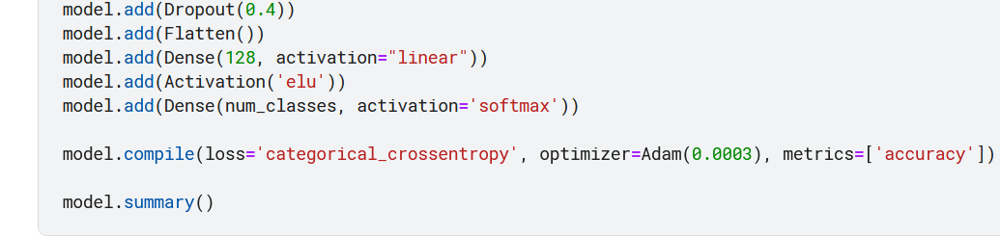 model.add(Dropout(0.4))
model.add(Flatten())
model.add(Dense(128, activation="linear"))
model.add(Activation('elu'))
model.add(Dense(num_classes, activation='softmax'))
model.compile(loss='categorical_crossentropy', optimizer=Adam(0.0003), metrics=['accuracy'])
model.summary()